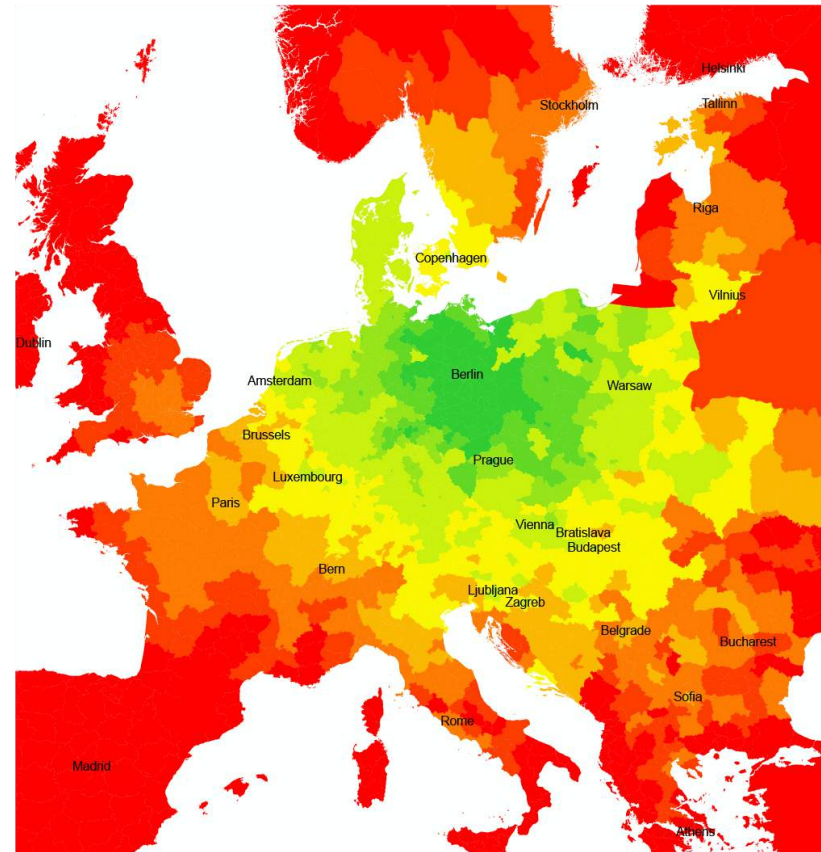 Helsinki
Stockholm
Tallinn
Riga
Copenhagen
Vilnius
Dublin
Berlin
Amsterdam
Warsaw
Brussels
Prague
Luxembourg
Paris
Vienna
Bratislava
Budapest
Bern
Ljubljana
Zagreb
Belgrade
Bucharest
Sofia
Rome
Madrid
Athens